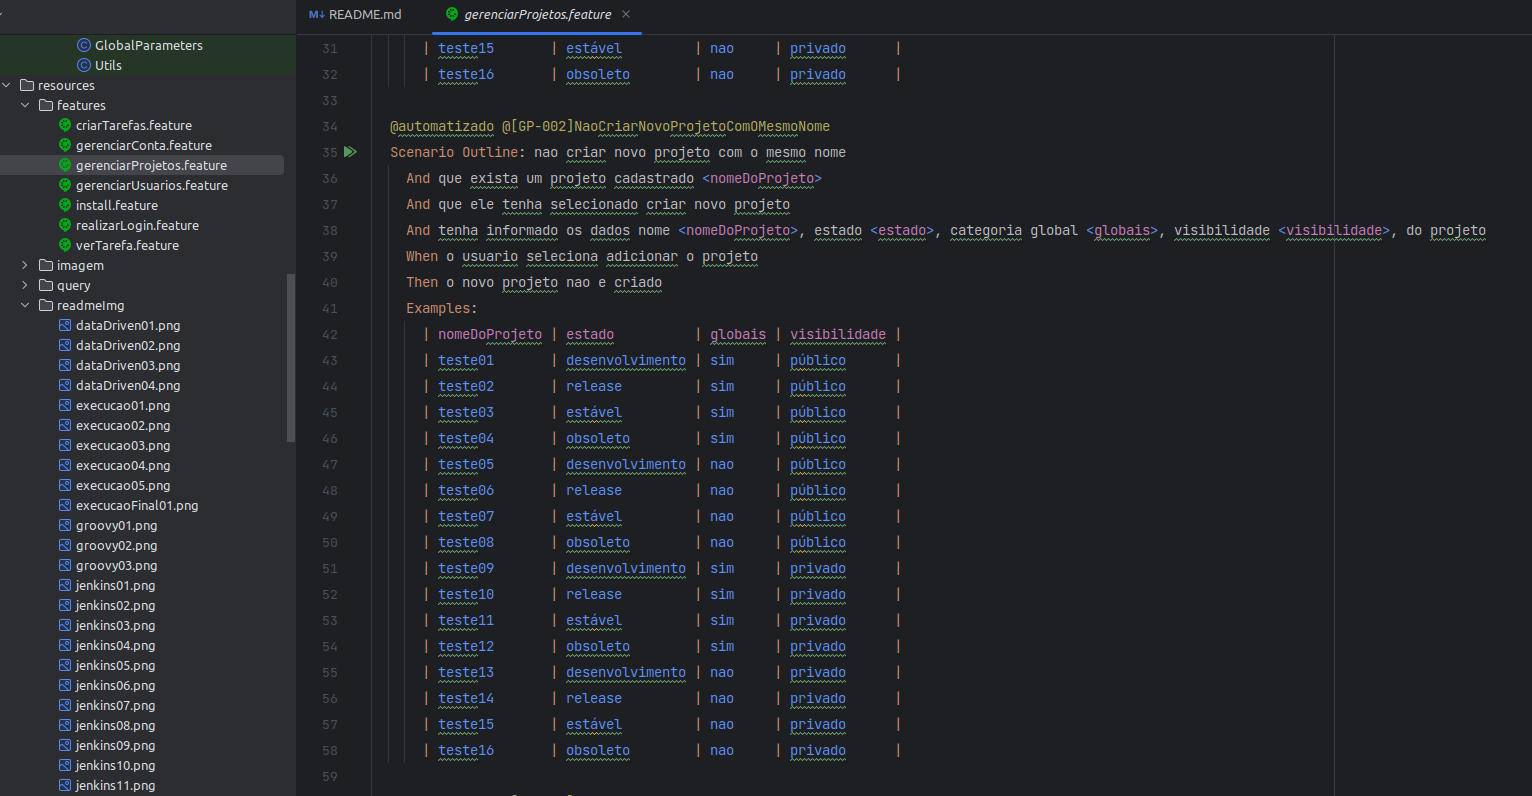 README.md
gerenciarProjetos.feature
GlobalParameters
Utils
resources
features
criarTarefas.feature
gerenciarConta.feature
gerenciarProjetos.feature
gerenciarUsuarios.feature
install.feature
realizarLogin.feature
verTarefa.feature
imagem
query
readmeImg
dataDriven01.png
dataDriven02.png
dataDriven03.png
dataDriven04.png
execucao01.png
execucao02.png
execucao03.png
execucao04.png
execucao05.png
execucaoFinal01.png
groovy01.png
groovy02.png
groovy03.png
jenkins01.png
jenkins02.png
jenkins03.png
jenkins04.png
jenkins05.png
jenkins06.png
jenkins07.png
jenkins08.png
jenkins09.png
jenkins10.png
jenkins11.png
31 | teste15 | estável | nao | privado |
32 | teste16 | obsoleto | nao | privado |
33
34 @automatizado @[GP-002]NaoCriarNovoProjetoComOMesmoNome
35 Scenario Outline: nao criar novo projeto com o mesmo nome
36 And que exista um projeto cadastrado <nomeDoProjeto>
37 And que ele tenha selecionado criar novo projeto
38 And tenha informado os dados nome <nomeDoProjeto>, estado <estado>, categoria global <globais>, visibilidade <visibilidade>, do projeto
39 When o usuario seleciona adicionar o projeto
40 Then o novo projeto nao e criado
41 Examples:
42 | nomeDoProjeto | estado | globais | visibilidade |
43 | teste01 | desenvolvimento | sim | público |
44 | teste02 | release | sim | público |
45 | teste03 | estável | sim | público |
46 | teste04 | obsoleto | sim | público |
47 | teste05 | desenvolvimento | nao | público |
48 | teste06 | release | nao | público |
49 | teste07 | estável | nao | público |
50 | teste08 | obsoleto | nao | público |
51 | teste09 | desenvolvimento | sim | privado |
52 | teste10 | release | sim | privado |
53 | teste11 | estável | sim | privado |
54 | teste12 | obsoleto | sim | privado |
55 | teste13 | desenvolvimento | nao | privado |
56 | teste14 | release | nao | privado |
57 | teste15 | estável | nao | privado |
58 | teste16 | obsoleto | nao | privado |
59